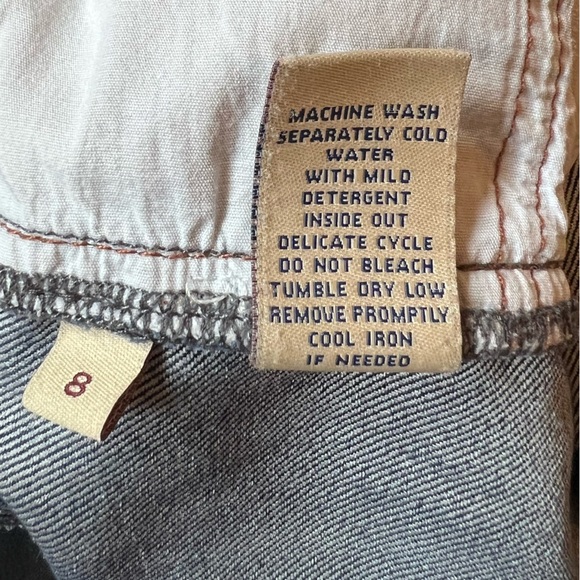 MACHINE WASH
SEPARATELY COLD
WATER
WITH MILD
DETERGENT
INSIDE OUT
DELICATE CYCLE
DO NOT BLEACH
TUMBLE DRY LOW
REMOVE PROMPTLY
COOL IRON
IF NEEDED
8